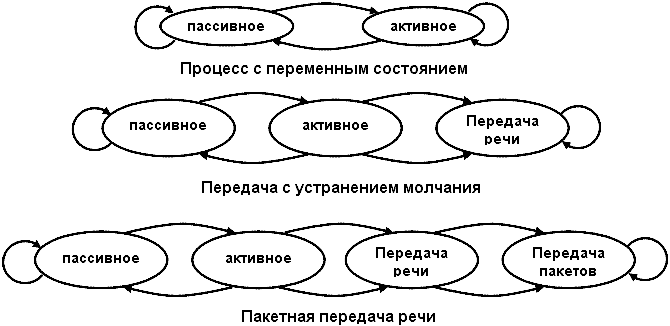 пассивное активное
Процесс с переменным состоянием
пассивное активное Передача
речи
Передача с устранением молчания
пассивное активное Передача Передача
речи пакетов
Пакетная передача речи